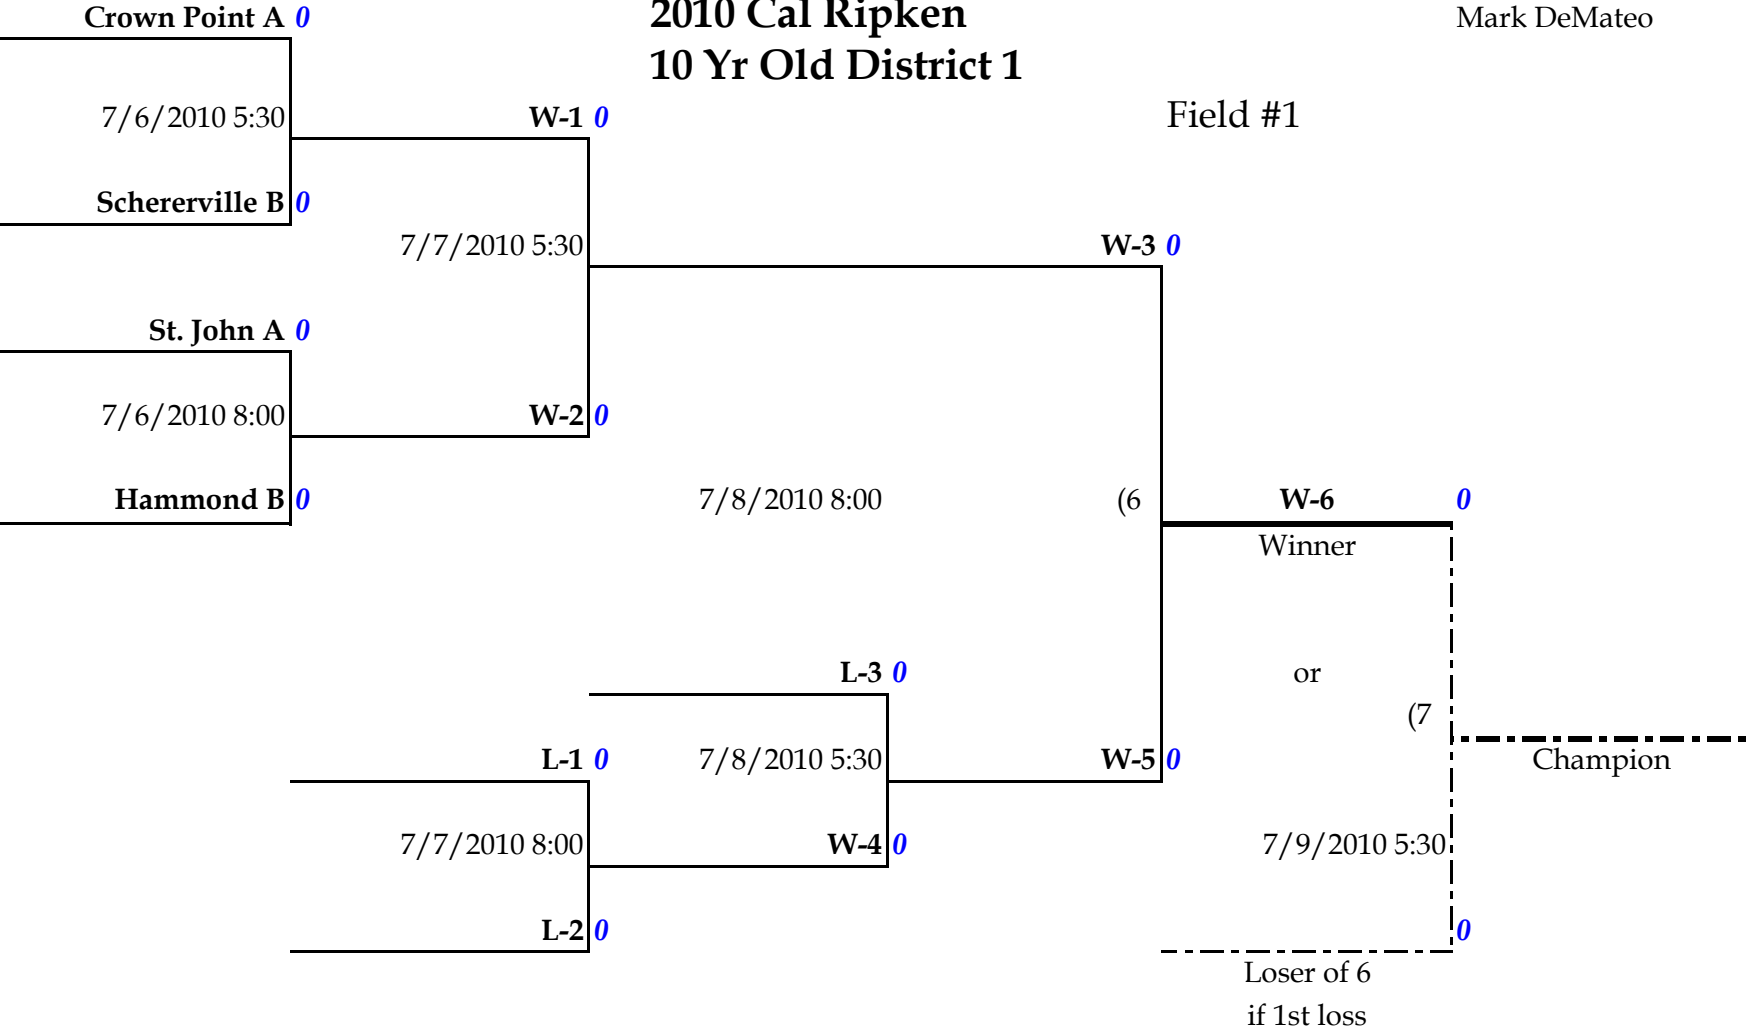 Crown Point A 0
2010 Cal Ripken
Mark DeMateo
10 Yr Old District 1
7/6/2010 5:30
W-1 0
Field #1
Schererville B 0
7/7/2010 5:30
W-3 0
St. John A 0
7/6/2010 8:00
W-2 0
Hammond B 0
7/8/2010 8:00
(6
W-6 0
Winner
L-3 0
or
(7
L-1 0
7/8/2010 5:30
W-5 0
Champion
7/7/2010 8:00
W-4 0
7/9/2010 5:30
L-2 0
0
Loser of 6
if 1st loss